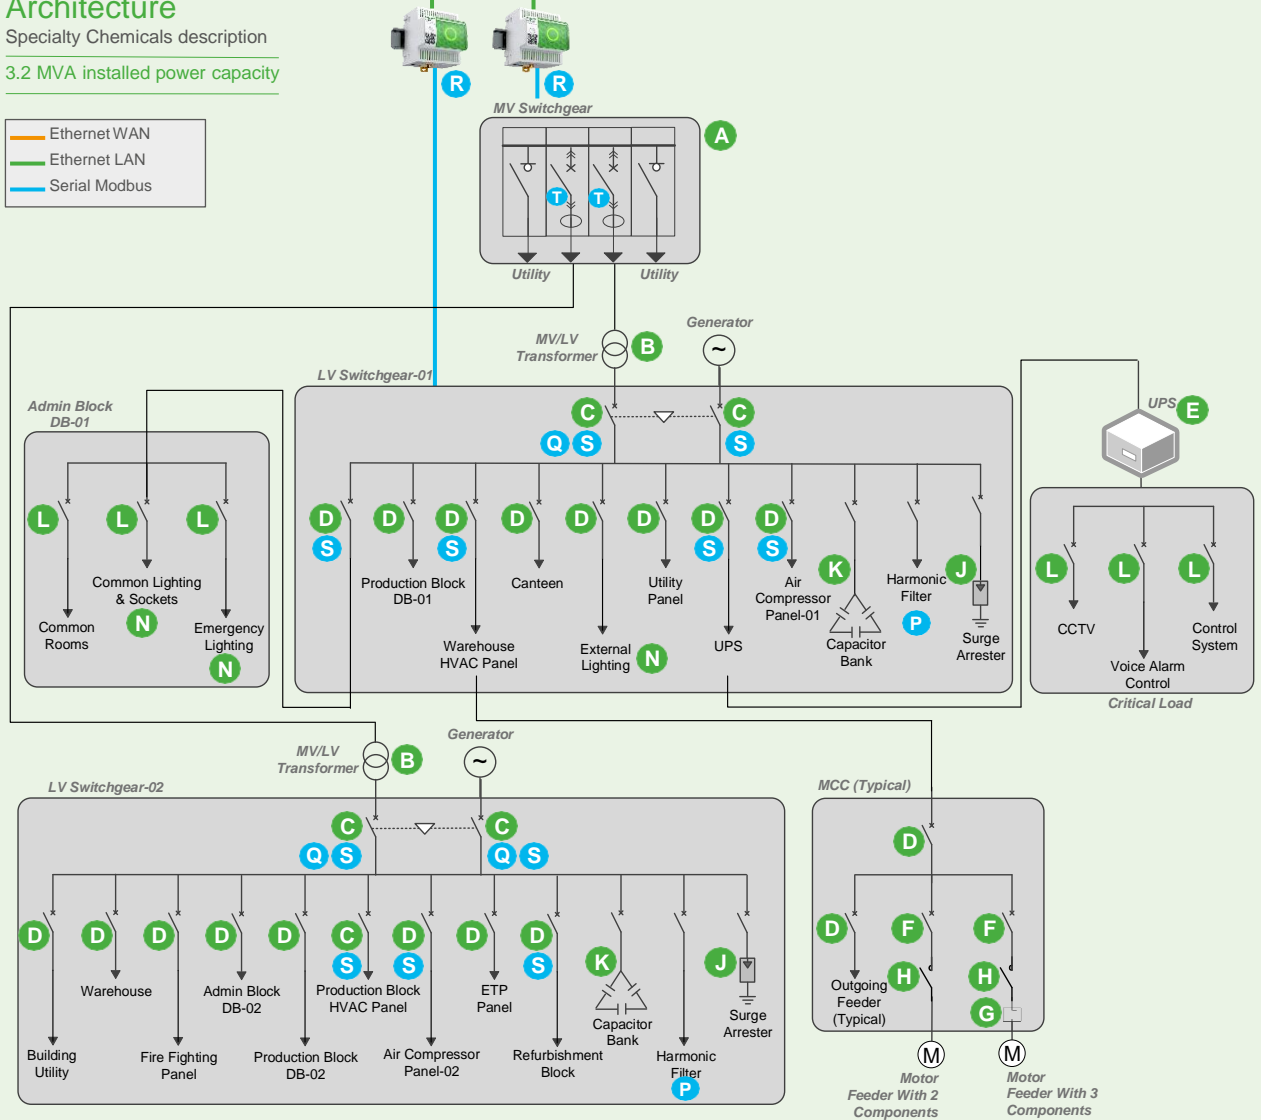 Architecture
Specialty Chemicals description
3.2 MVA installed power capacity
Ethernet WAN
Ethernet LAN
Serial Modbus
R
R
MV Switchgear
A
T
T
Utility
Utility
Generator
MV/LV
Transformer
B
~
LV Switchgear-01
Admin Block
DB-01
L
L
L
Common Lighting
& Sockets
N
Common
Rooms
Emergency
Lighting
N
C
C
Q
S
S
D
D
D
D
D
D
D
D
S
S
S
S
Production Block
DB-01
Canteen
Utility
Panel
Air
Compressor
Panel-01
K
Harmonic
Filter
P
J
Warehouse
HVAC Panel
External
Lighting
N
UPS
Capacitor
Bank
Surge
Arrester
UPS
E
L
L
L
CCTV
Control
System
Voice Alarm
Control
Critical Load
MV/LV
Transformer
B
Generator
~
LV Switchgear-02
C
C
Q
S
Q
S
D
D
D
D
D
C
D
D
D
S
S
S
K
J
Warehouse
Admin Block
DB-02
Production Block
HVAC Panel
ETP
Panel
Capacitor
Bank
Surge
Arrester
Building
Utility
Fire Fighting
Panel
Production Block
DB-02
Air Compressor
Panel-02
Refurbishment
Block
Harmonic
Filter
P
MCC (Typical)
D
D
F
F
H
H
G
Outgoing
Feeder
(Typical)
M
M
Motor
Feeder With 2
Components
Motor
Feeder With 3
Components